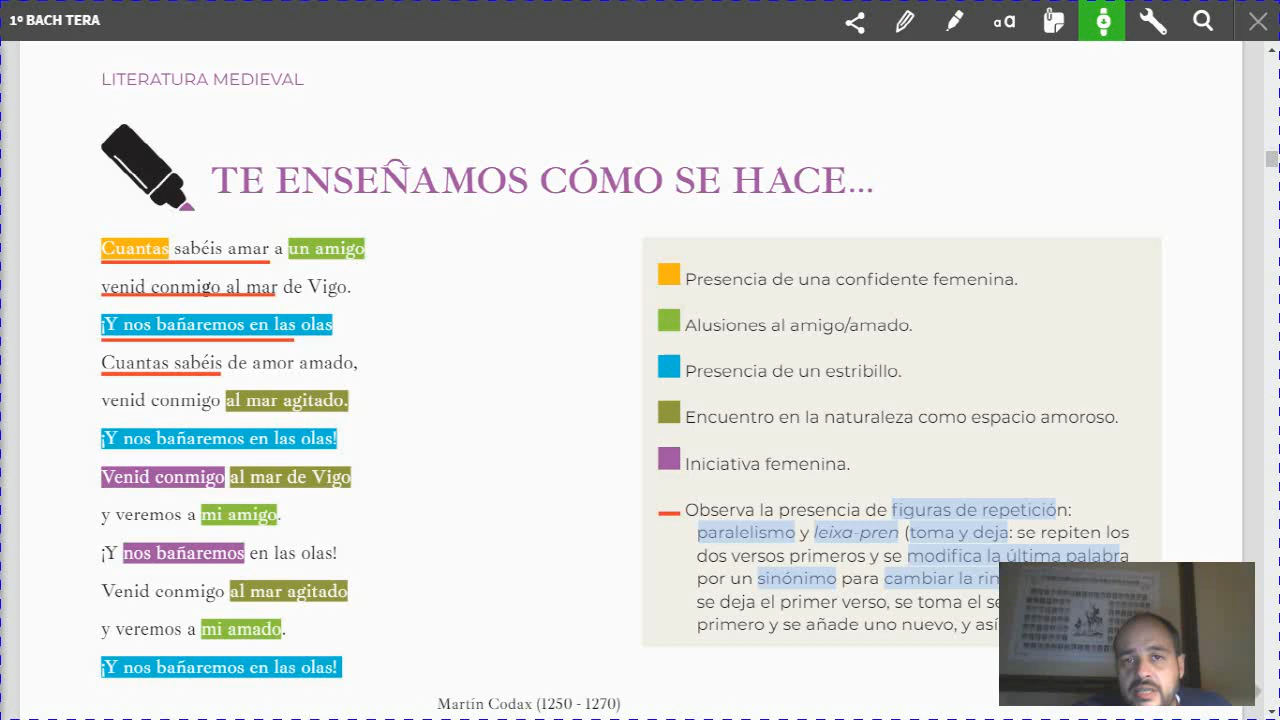 1º BACH TERA
LITERATURA MEDIEVAL
TE ENSEÑAMOS CÓMO SE HACE...
Cuantas sabéis amar a un amigo
venid conmigo al mar de Vigo.
¡Y nos bañaremos en las olas
Cuantas sabéis de amor amado,
venid conmigo al mar agitado.
¡Y nos bañaremos en las olas!
Venid conmigo al mar de Vigo
y veremos a mi amigo.
¡Y nos bañaremos en las olas!
Venid conmigo al mar agitado
y veremos a mi amado.
¡Y nos bañaremos en las olas!
Martín Codax (1250 - 1270)
Presencia de una confidente femenina.
Alusiones al amigo/amado.
Presencia de un estribillo.
Encuentro en la naturaleza como espacio amoroso.
Iniciativa femenina.
Observa la presencia de figuras de repetición:
paralelismo y leixa-pren (toma y deja: se repiten los
dos versos primeros y se modifica la última palabra
por un sinónimo para cambiar la
se deja el primer verso, se toma el
primero y se añade uno nuevo, y así